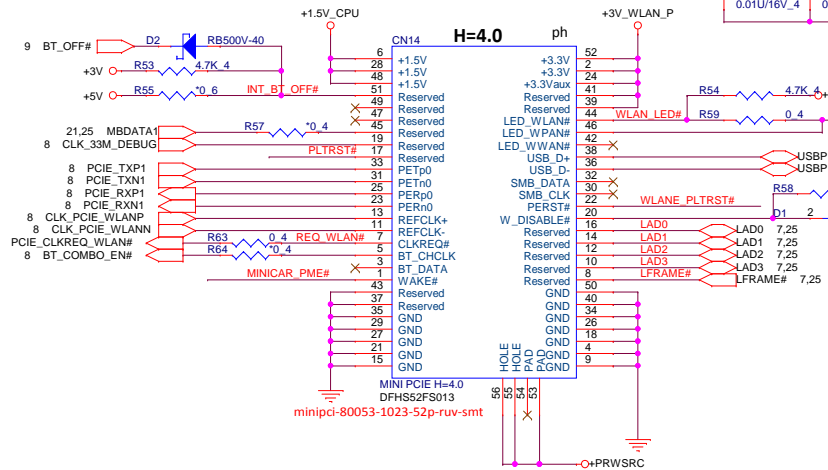 0.01U/16V_4
0.0
+1.5V_CPU
+3V_WLAN_P
CN14
H=4.0
ph
9 BT_OFF#
D2
RB500V-40
+3V
R53
4.7K_4
+5V
R55
*0_6
INT_BT_OFF#
6 +1.5V
28 +1.5V
48 +1.5V
51 Reserved
49 Reserved
47 Reserved
45 Reserved
19 Reserved
17 Reserved
33 PETp0
31 PETn0
25 PERp0
23 PERn0
13 REFCLK+
11 REFCLK-
7 CLKREQ#
5 BT_CHCLK
3 BT_DATA
1 WAKE#
43 Reserved
37 Reserved
35 GND
29 GND
27 GND
21 GND
15 GND
21,25 MBDATA1
R57
*0_4
8 CLK_33M_DEBUG
PLTRST#
8 PCIE_TXP1
8 PCIE_TXN1
8 PCIE_RXP1
8 PCIE_RXN1
8 CLK_PCIE_WLANP
8 CLK_PCIE_WLANN
PCIE_CLKREQ_WLAN#
R63
0_4
REQ_WLAN#
8 BT_COMBO_EN#
R64
*0_4
MINICAR_PME#
+3.3V 52
+3.3V 2
+3.3Vaux 24
Reserved 41
Reserved 39
LED_WLAN# 44
LED_WPAN# 46
LED_WWAN# 42
USB_D+ 38
USB_D- 36
SMB_DATA 32
SMB_CLK 30
PERST# 22
W_DISABLE# 20
Reserved 16
Reserved 14
Reserved 12
Reserved 10
Reserved 8
GND 50
GND 40
GND 34
GND 26
GND 18
GND 4
GND 9
WLAN_LED#
R54
4.7K_4
+
R59
0_4
USBP
USBP
R58
WLANE_PLTRST#
D1
2
LAD0
LAD0 7,25
LAD1
LAD1 7,25
LAD2
LAD2 7,25
LAD3
LAD3 7,25
LFRAME#
LFRAME# 7,25
HOLE
HOLE
PAD
PAD
56
55
54
53
MINI PCIE H=4.0
DFHS52FS013
minipci-80053-1023-52p-ruv-smt
+PRWSRC